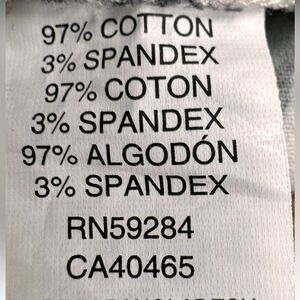 97% COTTON
3% SPANDEX
97% COTON
3% SPANDEX
97% ALGODÓN
3% SPANDEX
RN59284
CA40465